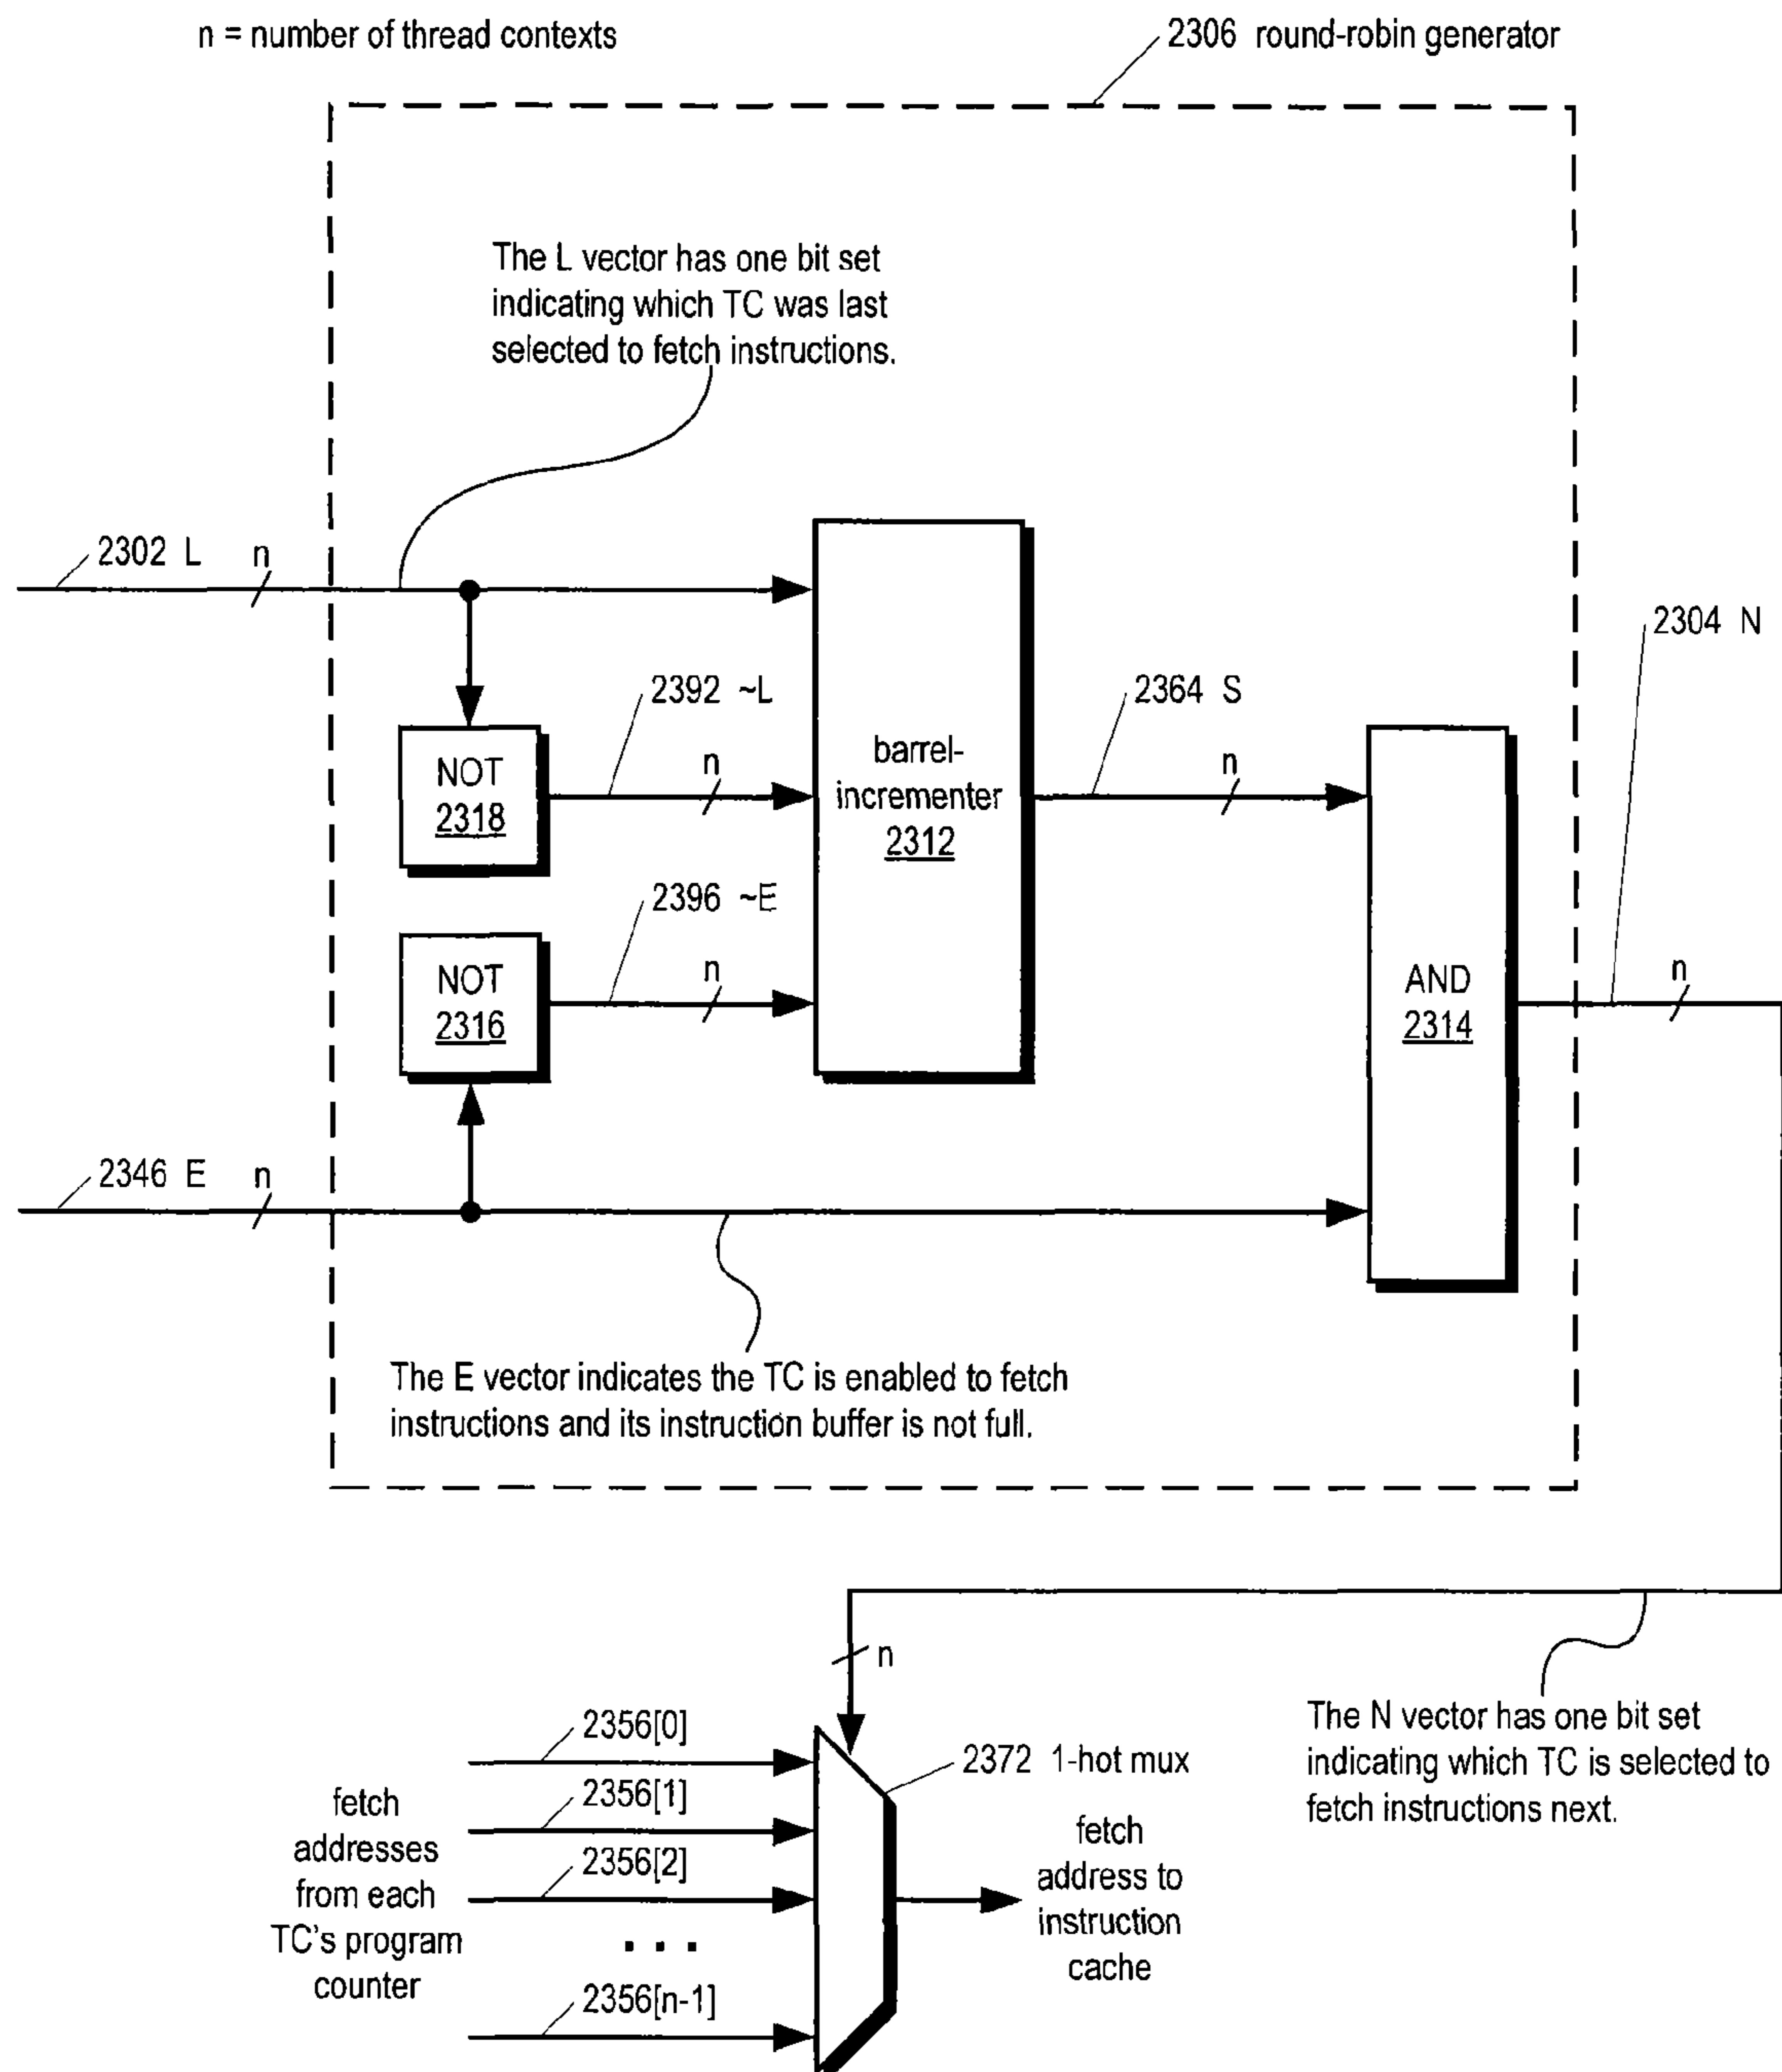 n = number of thread contexts
2306 round-robin generator
The L vector has one bit set
indicating which TC was last
selected to fetch instructions.
2302 L
n
2392 ~L
n
NOT
2318
2396 ~E
n
NOT
2316
barrel-
incrementer
2312
2364 S
n
2304 N
n
AND
2314
2346 E
n
The E vector indicates the TC is enabled to fetch
instructions and its instruction buffer is not full.
n
The N vector has one bit set
indicating which TC is selected to
fetch instructions next.
2372 1-hot mux
fetch
addresses
from each
TC's program
counter
2356[0]
2356[1]
2356[2]
. . .
2356[n-1]
fetch
address to
instruction
cache